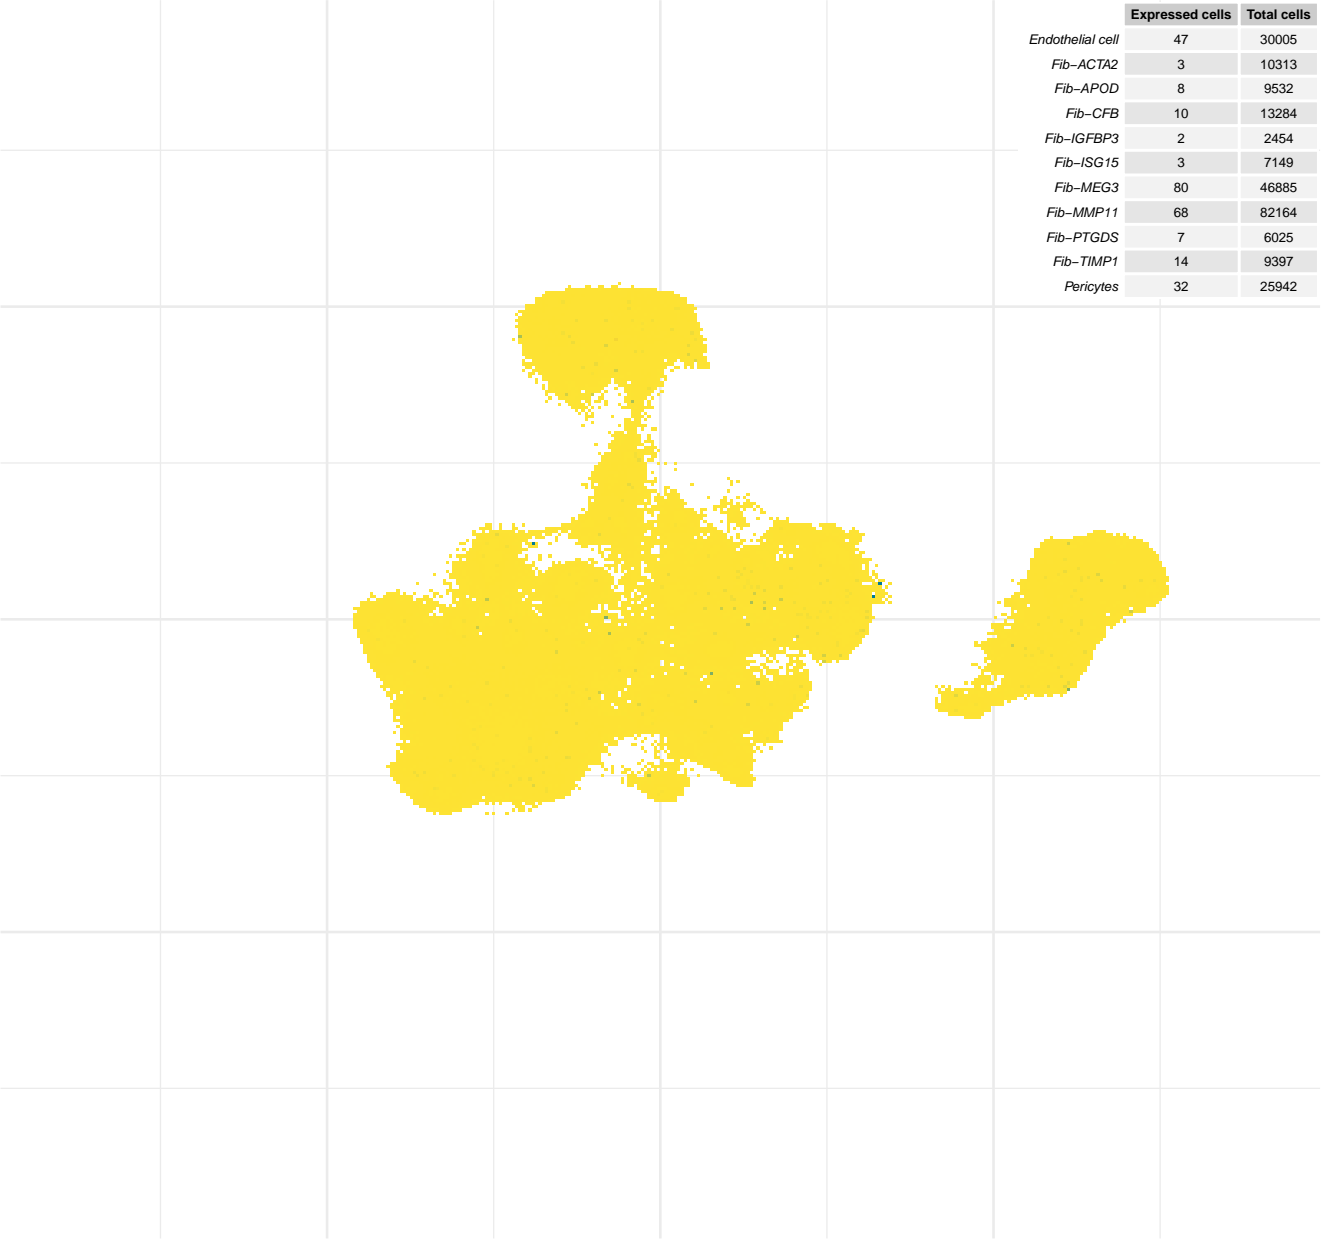 Expressed cells Total cells
Endothelial cell 47 30005
Fib−ACTA2 3 10313
Fib−APOD 8 9532
Fib−CFB 10 13284
Fib−IGFBP3 2 2454
Fib−ISG15 3 7149
Fib−MEG3 80 46885
Fib−MMP11 68 82164
Fib−PTGDS 7 6025
Fib−TIMP1 14 9397
Pericytes 32 25942